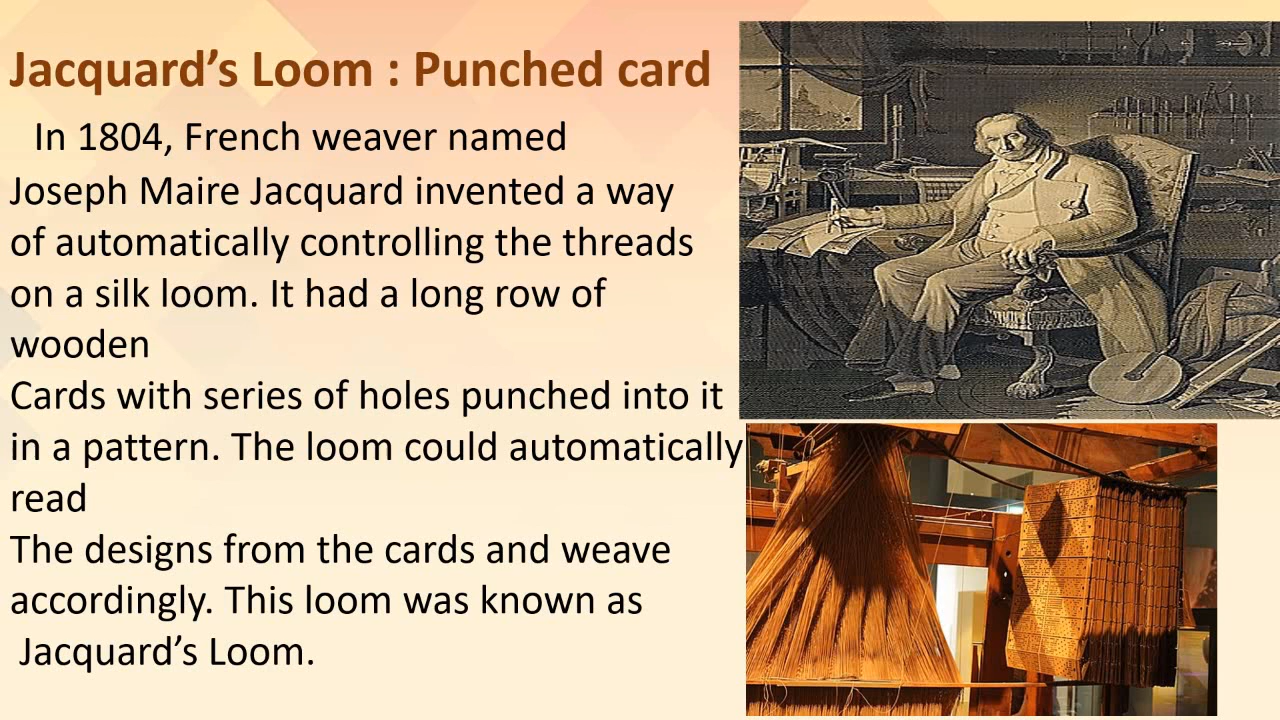 Jacquard’s Loom : Punched card
In 1804, French weaver named
Joseph Maire Jacquard invented a way
of automatically controlling the threads
on a silk loom. It had a long row of
wooden
Cards with series of holes punched into it
in a pattern. The loom could automatically
read
The designs from the cards and weave
accordingly. This loom was known as
Jacquard’s Loom.